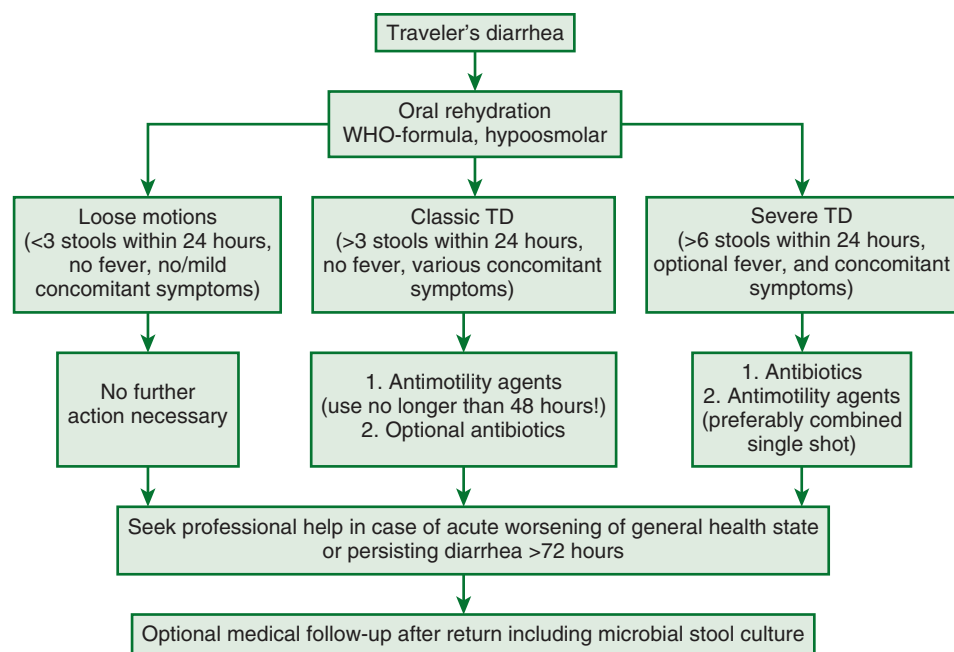 Traveler's diarrhea
Oral rehydration
WHO-formula, hypoosmolar
Loose motions
(<3 stools within 24 hours,
no fever, no/mild
concomitant symptoms)
Classic TD
(>3 stools within 24 hours,
no fever, various concomitant
symptoms)
Severe TD
(>6 stools within 24 hours,
optional fever, and concomitant
symptoms)
No further
action necessary
1. Antimotility agents
(use no longer than 48 hours!)
2. Optional antibiotics
1. Antibiotics
2. Antimotility agents
(preferably combined
single shot)
Seek professional help in case of acute worsening of general health state
or persisting diarrhea >72 hours
Optional medical follow-up after return including microbial stool culture